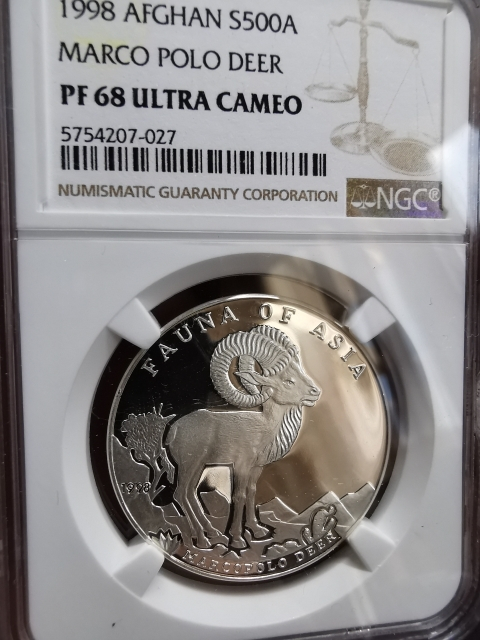 1998 AFGHAN S500A
MARCO POLO DEER
PF 68 ULTRA CAMEO
5754207-027
NUMISMATIC GUARANTY CORPORATION
NGC®
FAUNA OF ASIA
1998
MARCOPOLO DEER